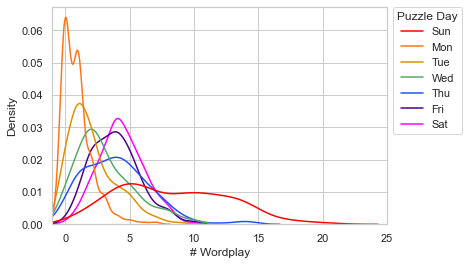 Puzzle Day
Sun
Mon
Tue
Wed
Thu
Fri
Sat
Density
0.06
0.05
0.04
0.03
0.02
0.01
0.00
0
5
10
15
20
25
# Wordplay